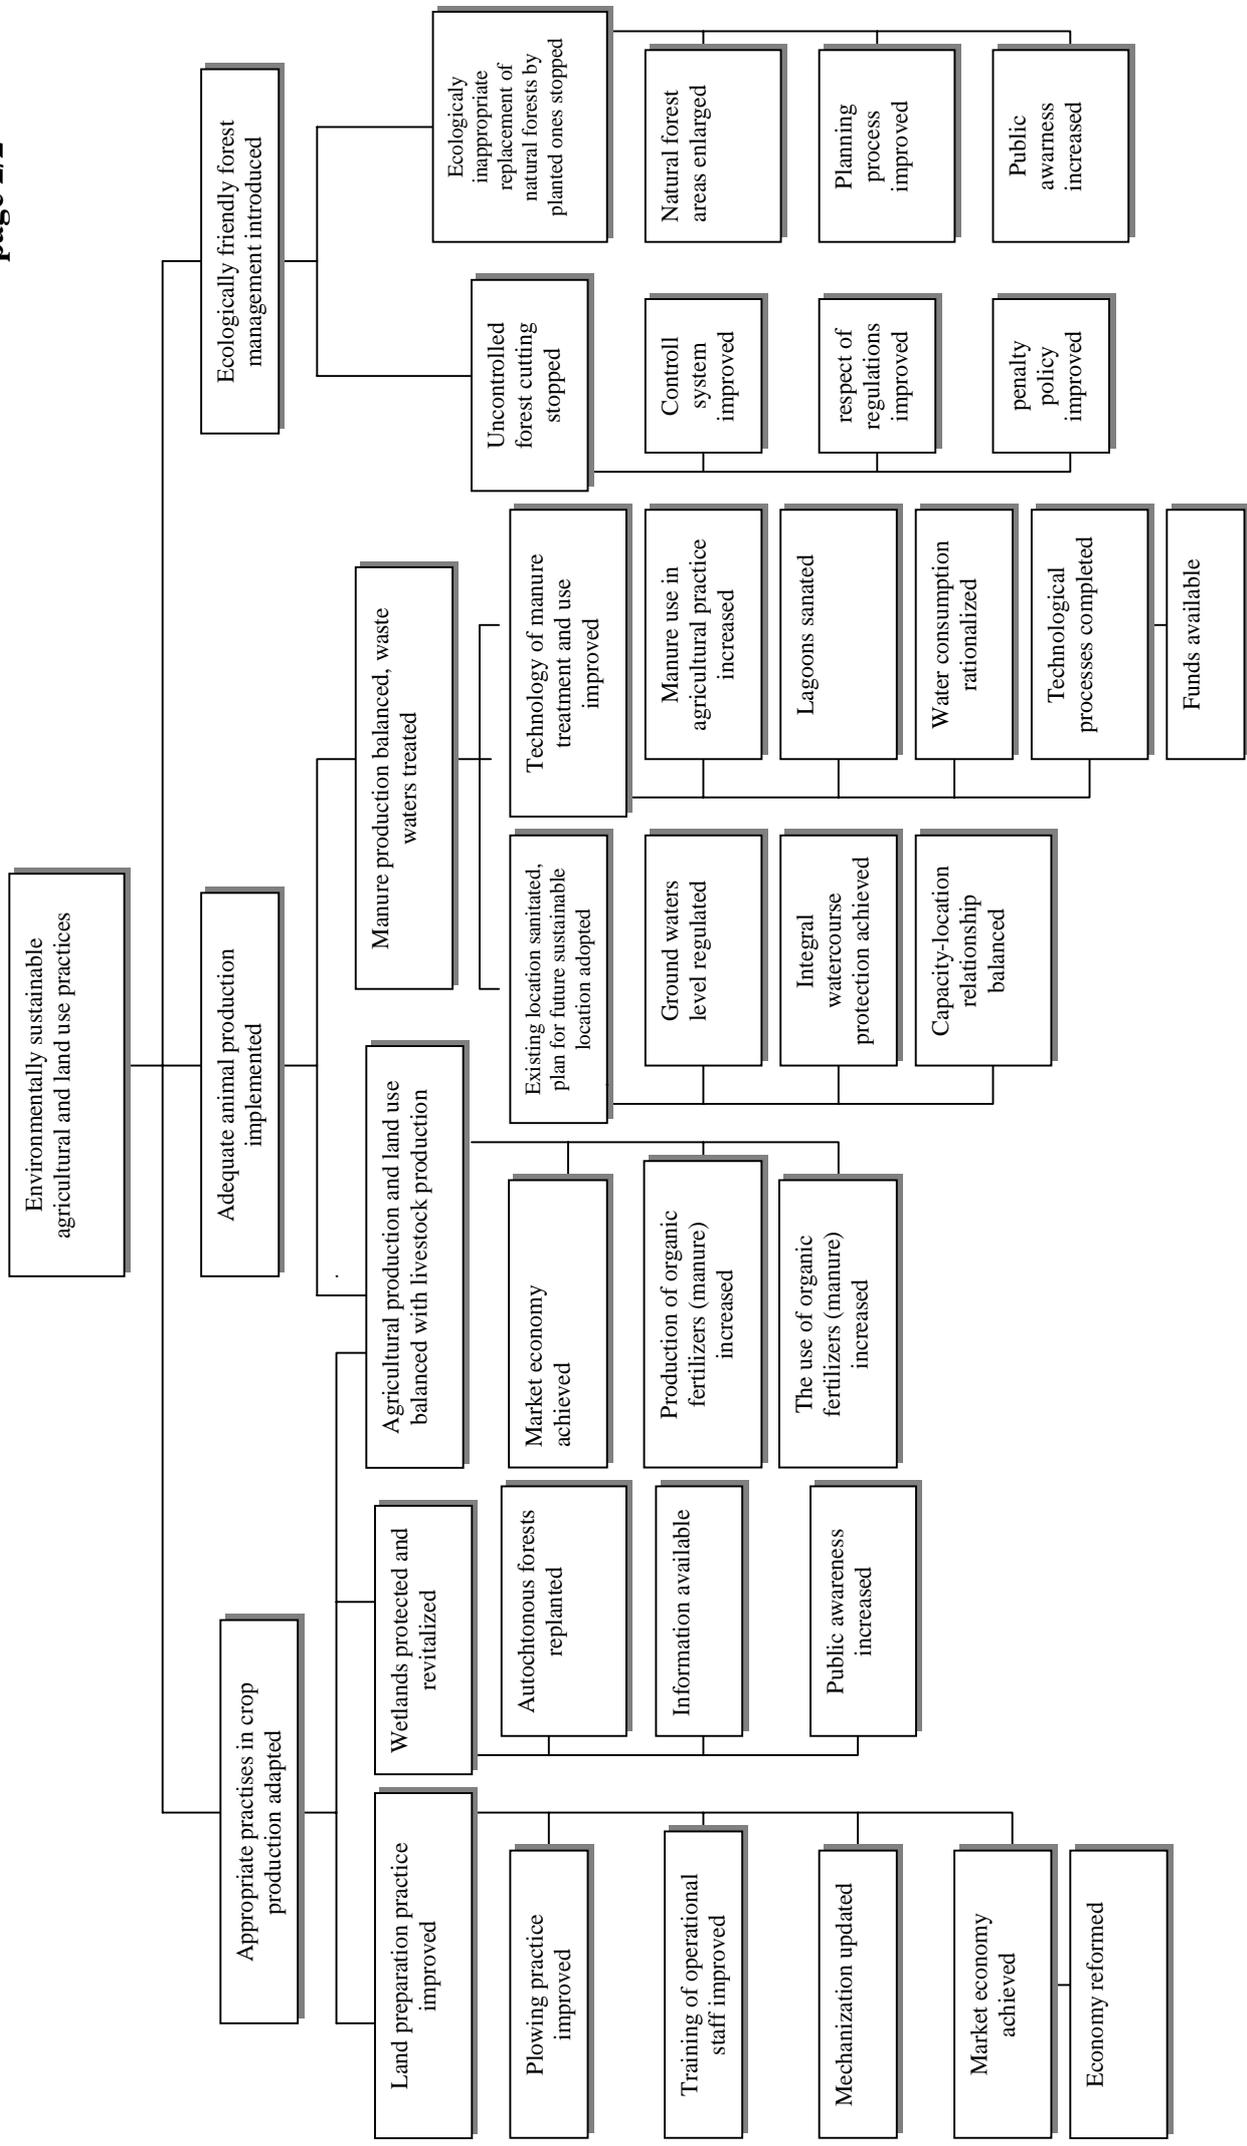 Environmentally sustainable
agricultural and land use practices
Appropriate practises in crop
production adapted
Adequate animal production
implemented
Ecologically friendly forest
management introduced
Land preparation practice
improved
Plowing practice
improved
Training of operational
staff improved
Mechanization updated
Market economy
achieved
Economy reformed
Wetlands protected and
revitalized
Autochtonous forests
replanted
Information available
Public awareness
increased
Agricultural production and land use
balanced with livestock production
Market economy
achieved
Production of organic
fertilizers (manure)
increased
The use of organic
fertilizers (manure)
increased
Manure production balanced, waste
waters treated
Existing location sanitated,
plan for future sustainable
location adopted
Ground waters
level regulated
Integral
watercourse
protection achieved
Capacity-location
relationship
balanced
Technology of manure
treatment and use
improved
Manure use in
agricultural practice
increased
Lagoons sanated
Water consumption
rationalized
Technological
processes completed
Funds available
Uncontrolled
forest cutting
stopped
Controll
system
improved
respect of
regulations
improved
penalty
policy
improved
Ecologicaly
inappropriate
replacement of
natural forests by
planted ones stopped
Natural forest
areas enlarged
Planning
process
improved
Public
awarness
increased